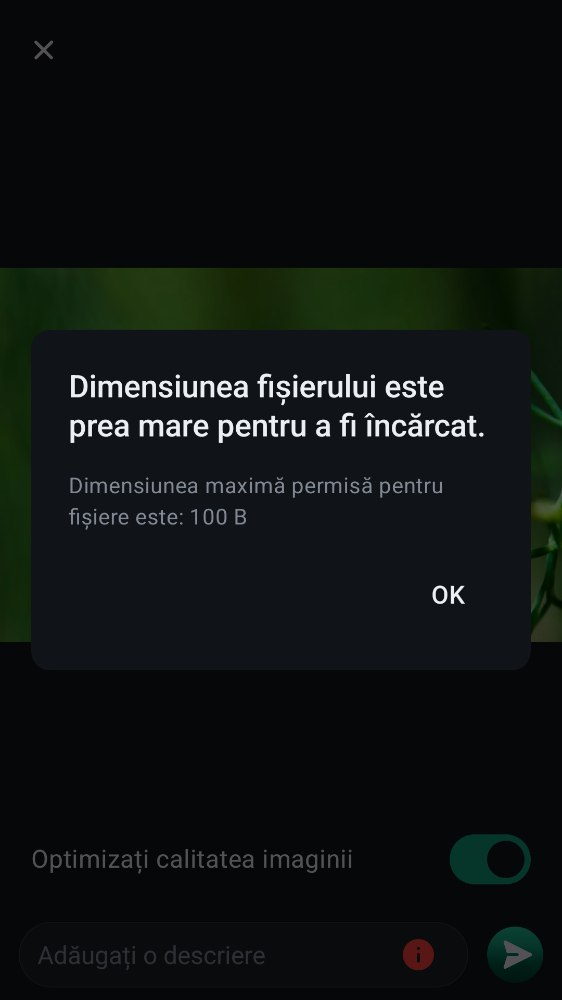 Dimensiunea fișierului este
prea mare pentru a fi încărcat.
Dimensiunea maximă permisă pentru
fișiere este: 100 B
OK
Optimizați calitatea imaginii
Adăugați o descriere